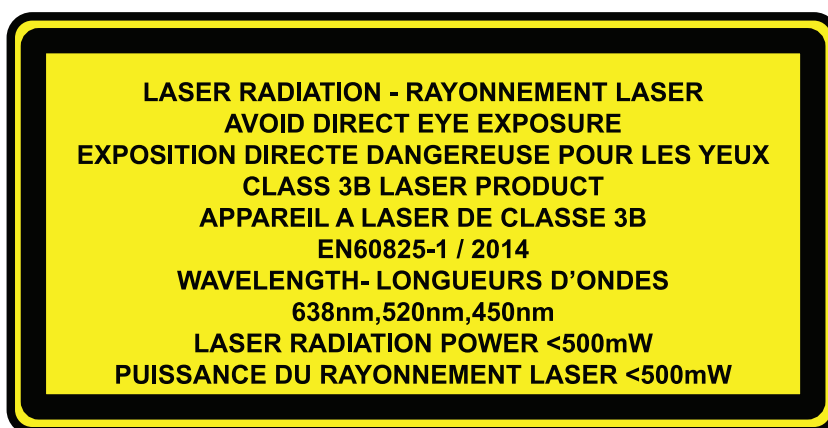 LASER RADIATION - RAYONNEMENT LASER
AVOID DIRECT EYE EXPOSURE
EXPOSITION DIRECTE DANGEREUSE POUR LES YEUX
CLASS 3B LASER PRODUCT
APPAREIL A LASER DE CLASSE 3B
EN60825-1 / 2014
WAVELENGTH- LONGUEURS D’ONDES
638nm,520nm,450nm
LASER RADIATION POWER <500mW
PUISSANCE DU RAYONNEMENT LASER <500mW